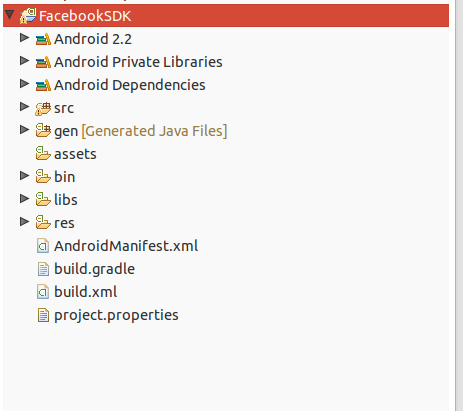 FacebookSDK
Android 2.2
Android Private Libraries
Android Dependencies
src
gen [Generated Java Files]
assets
bin
libs
res
AndroidManifest.xml
build.gradle
build.xml
project.properties